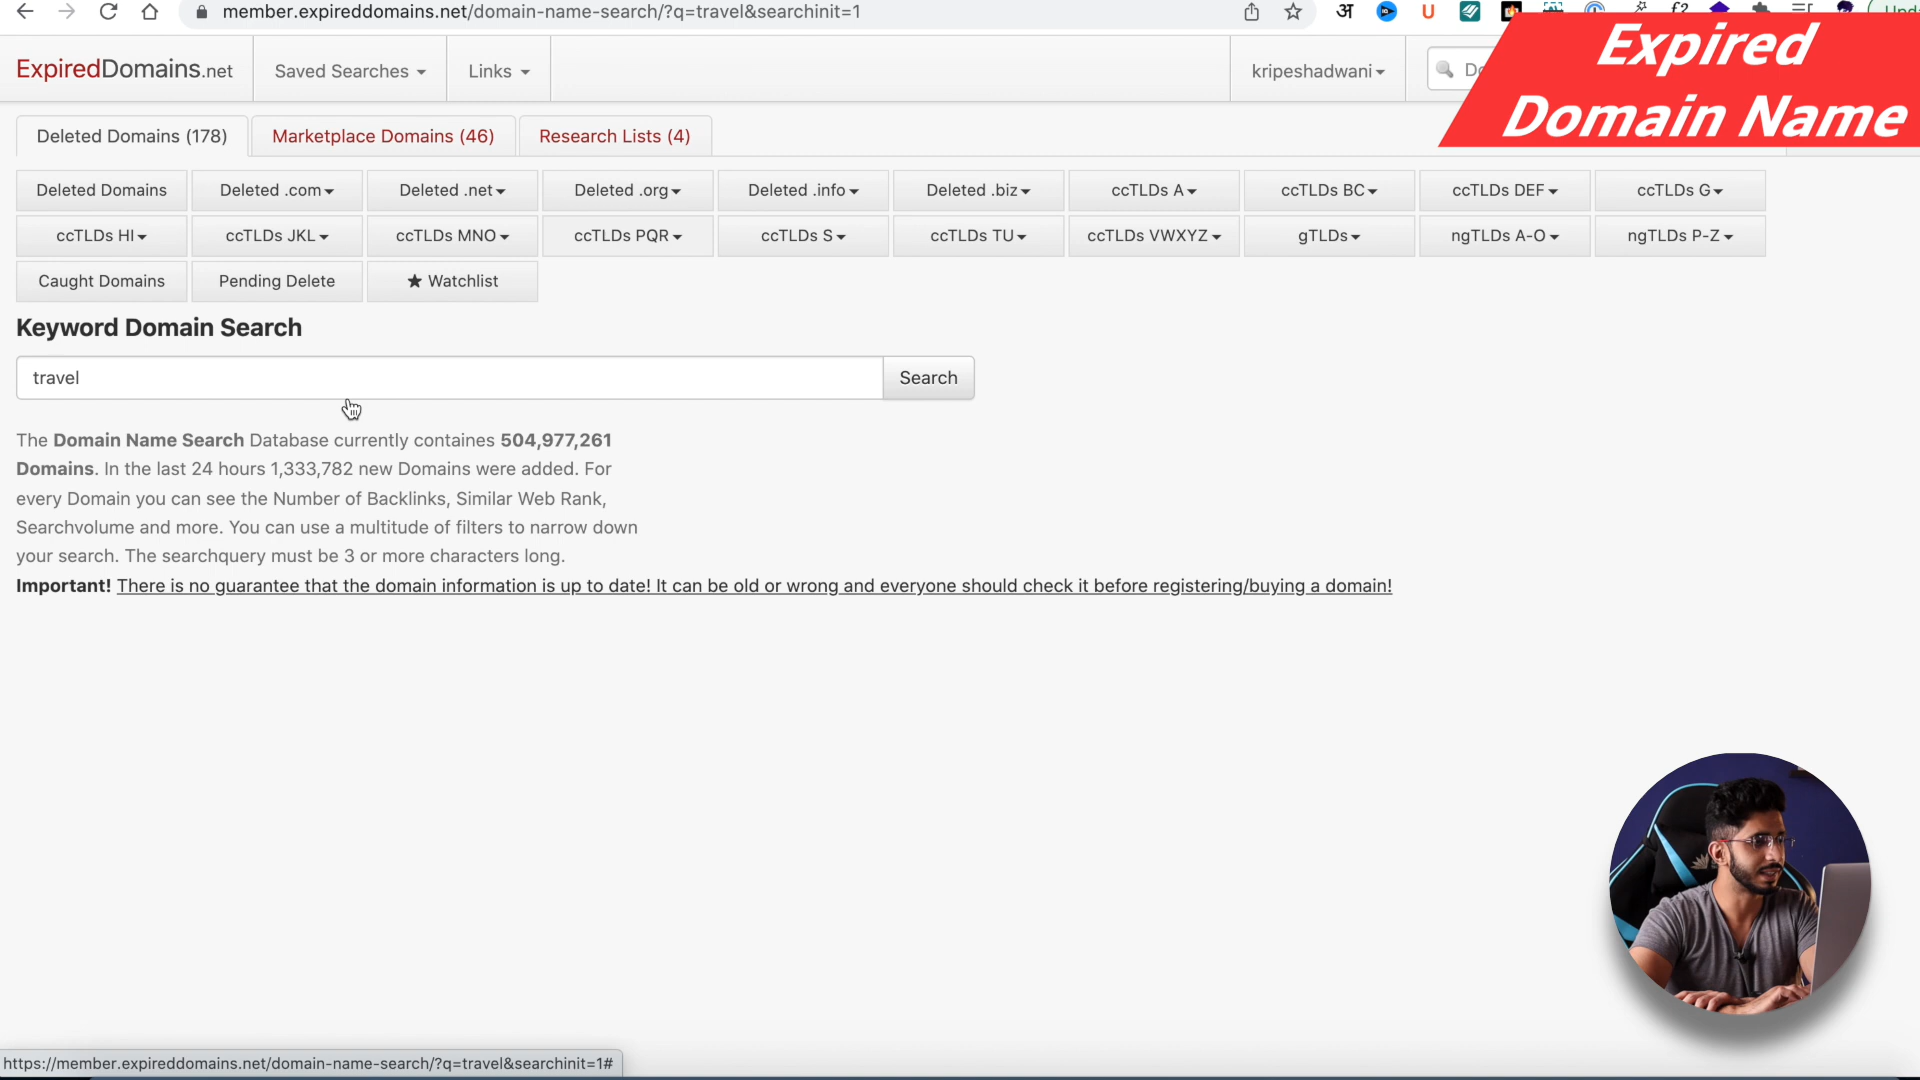 member.expireddomains.net/domain-name-search/?q=travel&searchinit=1
अ
U
f?
ExpiredDomains.net
Saved Searches
Links
kripeshadwani
Expired
Domain Name
Deleted Domains (178)
Marketplace Domains (46)
Research Lists (4)
Deleted Domains
Deleted .com
Deleted .net
Deleted .org
Deleted .info
Deleted .biz
ccTLDs A
ccTLDs BC
ccTLDs DEF
ccTLDs G
ccTLDs HI
ccTLDs JKL
ccTLDs MNO
ccTLDs PQR
ccTLDs S
ccTLDs TU
ccTLDs VWXYZ
gTLDs
ngTLDs A-O
ngTLDs P-Z
Caught Domains
Pending Delete
★ Watchlist
Keyword Domain Search
travel
Search
The Domain Name Search Database currently containes 504,977,261
Domains. In the last 24 hours 1,333,782 new Domains were added. For
every Domain you can see the Number of Backlinks, Similar Web Rank,
Searchvolume and more. You can use a multitude of filters to narrow down
your search. The searchquery must be 3 or more characters long.
Important! There is no guarantee that the domain information is up to date! It can be old or wrong and everyone should check it before registering/buying a domain!
https://member.expireddomains.net/domain-name-search/?q=travel&searchinit=1#